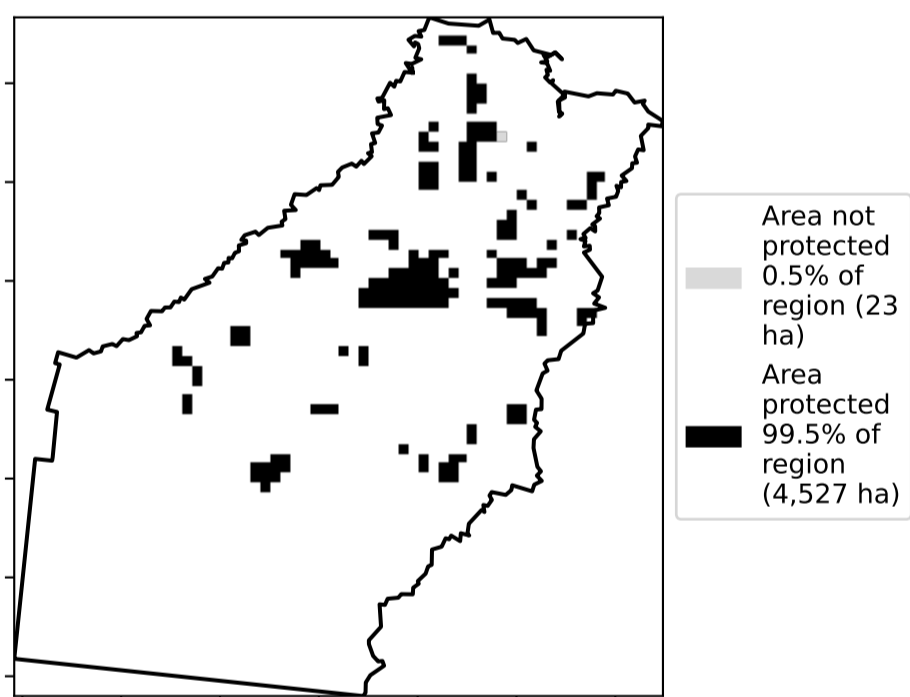 Area not
protected
0.5% of
region (23
ha)
Area
protected
99.5% of
region
(4,527 ha)